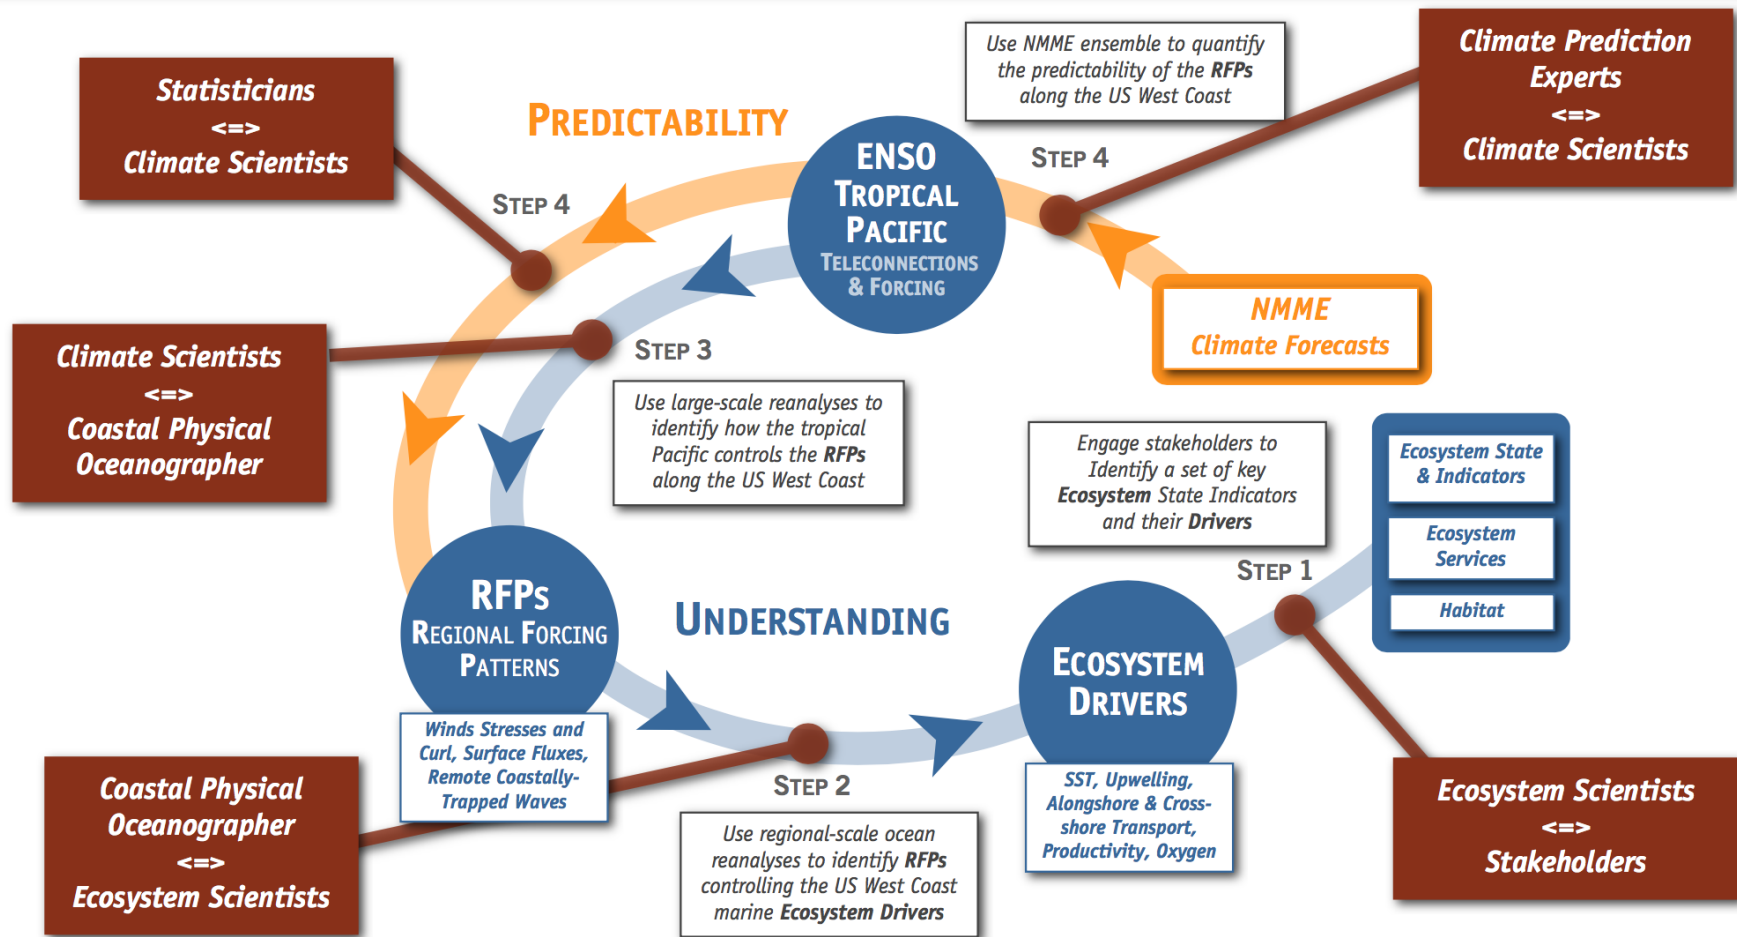 Statisticians
<=>
Climate Scientists
PREDICTABILITY
Use NMME ensemble to quantify
the predictability of the RFPs
along the US West Coast
Climate Prediction
Experts
<=>
Climate Scientists
STEP 4
ENSO
TROPICAL
PACIFIC
TELECONNECTIONS
& FORCING
STEP 4
NMME
Climate Forecasts
Climate Scientists
<=>
Coastal Physical
Oceanographer
STEP 3
Use large-scale reanalyses to
identify how the tropical
Pacific controls the RFPs
along the US West Coast
Engage stakeholders to
Identify a set of key
Ecosystem State Indicators
and their Drivers
Ecosystem State
& Indicators
Ecosystem
Services
Habitat
STEP 1
RFPS
REGIONAL FORCING
PATTERNS
Winds Stresses and
Curl, Surface Fluxes,
Remote Coastally-
Trapped Waves
UNDERSTANDING
ECOSYSTEM
DRIVERS
SST, Upwelling,
Alongshore & Cross-
shore Transport,
Productivity, Oxygen
Coastal Physical
Oceanographer
<=>
Ecosystem Scientists
STEP 2
Use regional-scale ocean
reanalyses to identify RFPs
controlling the US West Coast
marine Ecosystem Drivers
Ecosystem Scientists
<=>
Stakeholders